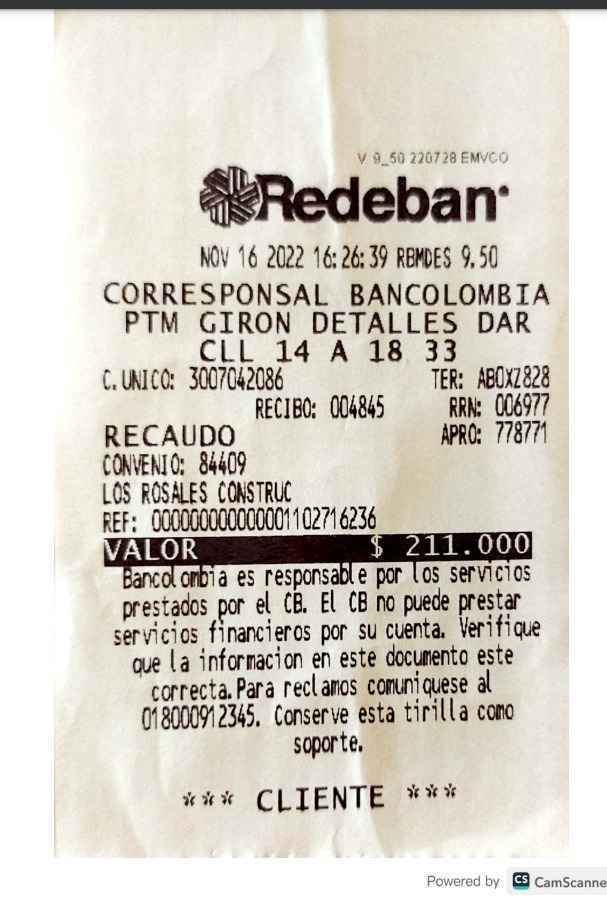 V 9_50 220728 EMVCO
Redeban
NOV 16 2022 16:26:39 RBMDES 9.50
CORRESPONSAL BANCOLOMBIA
PTM GIRON DETALLES DAR
CLL 14 A 18 33
C.UNICO: 3007042086 TER: ABOXZ828
RECIBO: 004845 RRN: 006977
RECAUDO APRO: 778771
CONVENIO: 84409
LOS ROSALES CONSTRUC
REF: 0000000000000001102716236
VALOR $ 211.000
Bancolombia es responsable por los servicios
prestados por el CB. El CB no puede prestar
servicios financieros por su cuenta. Verifique
que la informacion en este documento este
correcta.Para reclamos comuniquese al
018000912345. Conserve esta tirilla como
soporte.
*** CLIENTE ***
Powered by CS CamScanne